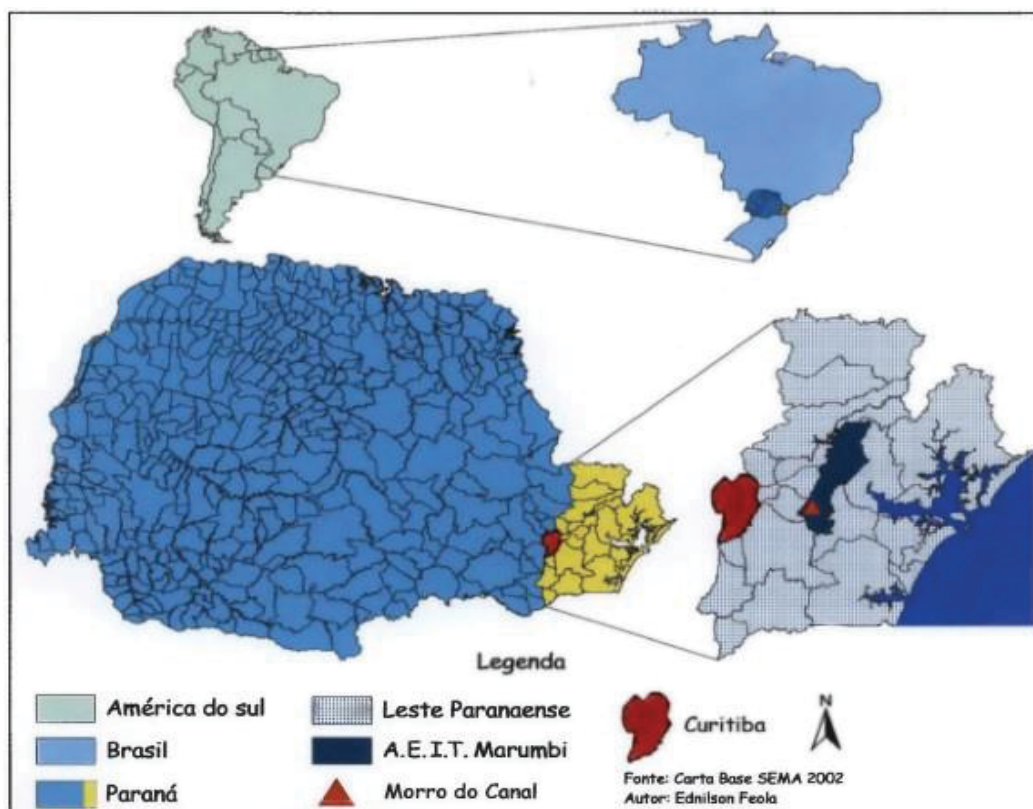 Legenda
América do sul
Brasil
Paraná
Leste Paranaense
A.E.I.T. Marumbi
Morro do Canal
Curitiba
N
Fonte: Carta Base SEMA 2002
Autor: Ednilson Feola